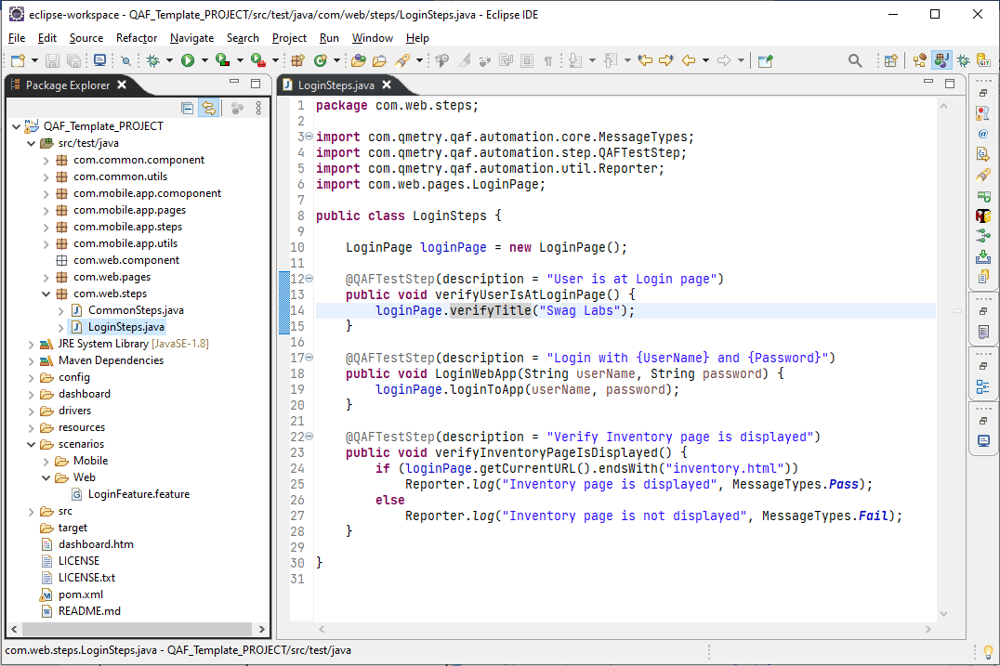 eclipse-workspace - QAF_Template_PROJECT/src/test/java/com/web/steps/LoginSteps.java - Eclipse IDE
File Edit Source Refactor Navigate Search Project Run Window Help
Package Explorer
QAF_Template_PROJECT
src/test/java
com.common.component
com.common.utils
com.mobile.app.comoponent
com.mobile.app.pages
com.mobile.app.steps
com.mobile.app.utils
com.web.component
com.web.pages
com.web.steps
CommonSteps.java
LoginSteps.java
JRE System Library [JavaSE-1.8]
Maven Dependencies
config
dashboard
drivers
resources
scenarios
Mobile
Web
LoginFeature.feature
src
target
dashboard.htm
LICENSE
LICENSE.txt
pom.xml
README.md
LoginSteps.java
1 package com.web.steps;
2
3 import com.qmetry.qaf.automation.core.MessageTypes;
4 import com.qmetry.qaf.automation.step.QAFTestStep;
5 import com.qmetry.qaf.automation.util.Reporter;
6 import com.web.pages.LoginPage;
7
8 public class LoginSteps {
9
10 LoginPage loginPage = new LoginPage();
11
12 @QAFTestStep(description = "User is at Login page")
13 public void verifyUserIsAtLoginPage() {
14 loginPage.verifyTitle("Swag Labs");
15 }
16
17 @QAFTestStep(description = "Login with {UserName} and {Password}")
18 public void LoginWebApp(String userName, String password) {
19 loginPage.loginToApp(userName, password);
20 }
21
22 @QAFTestStep(description = "Verify Inventory page is displayed")
23 public void verifyInventoryPageIsDisplayed() {
24 if (loginPage.getCurrentURL().endsWith("inventory.html"))
25 Reporter.log("Inventory page is displayed", MessageTypes.Pass);
26 else
27 Reporter.log("Inventory page is not displayed", MessageTypes.Fail);
28 }
29
30 }
31
com.web.steps.LoginSteps.java - QAF_Template_PROJECT/src/test/java